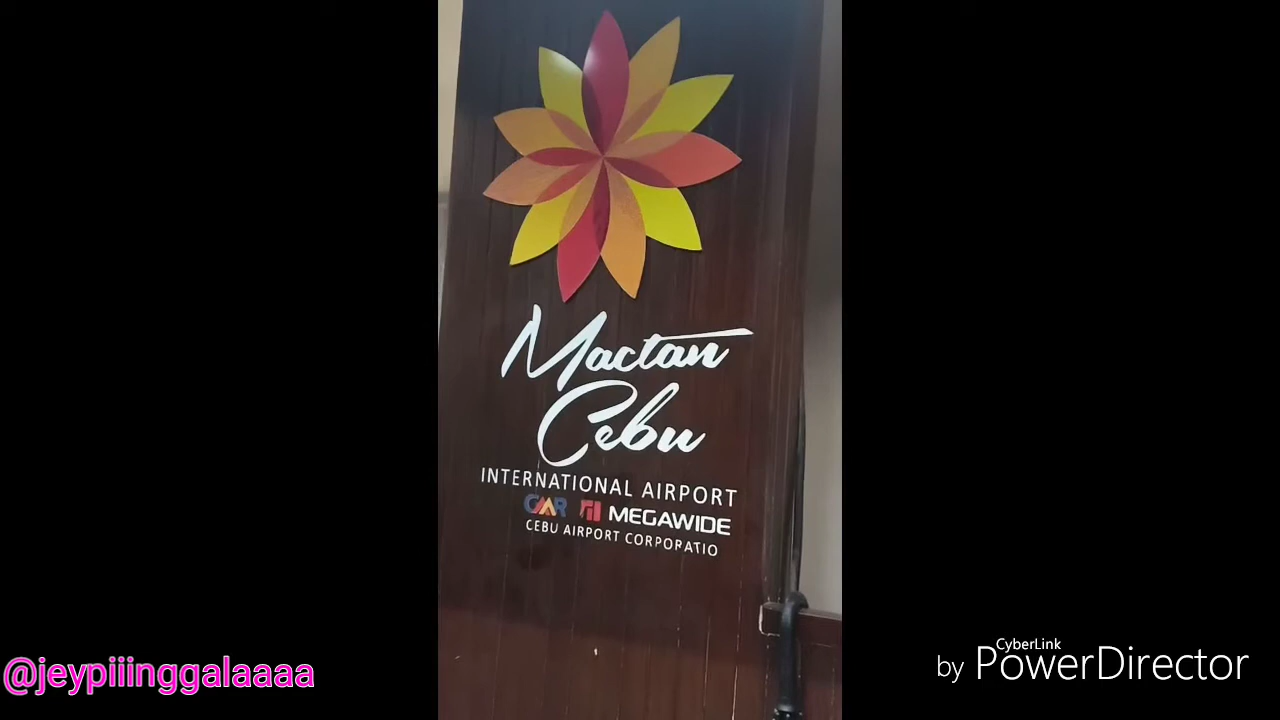 Mactan
Cebu
INTERNATIONAL AIRPORT
GMR MEGAWIDE
CEBU AIRPORT CORPORATIO
@jeypiiinggalaaaa
CyberLink
by PowerDirector